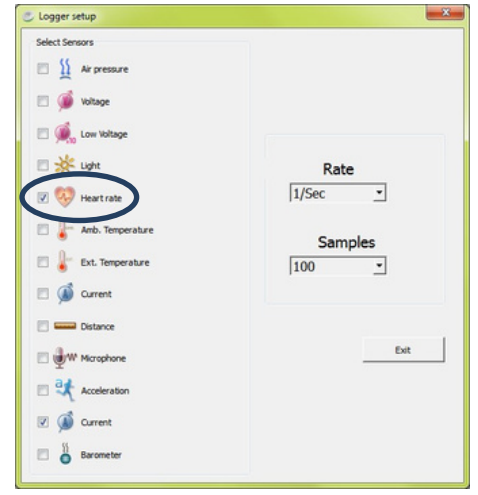 Logger setup
Select Sensors
Air pressure
Voltage
Low Voltage
Light
Heart rate
Amb. Temperature
Ext. Temperature
Current
Distance
Microphone
Acceleration
Current
Barometer
Rate
1/Sec
Samples
100
Exit